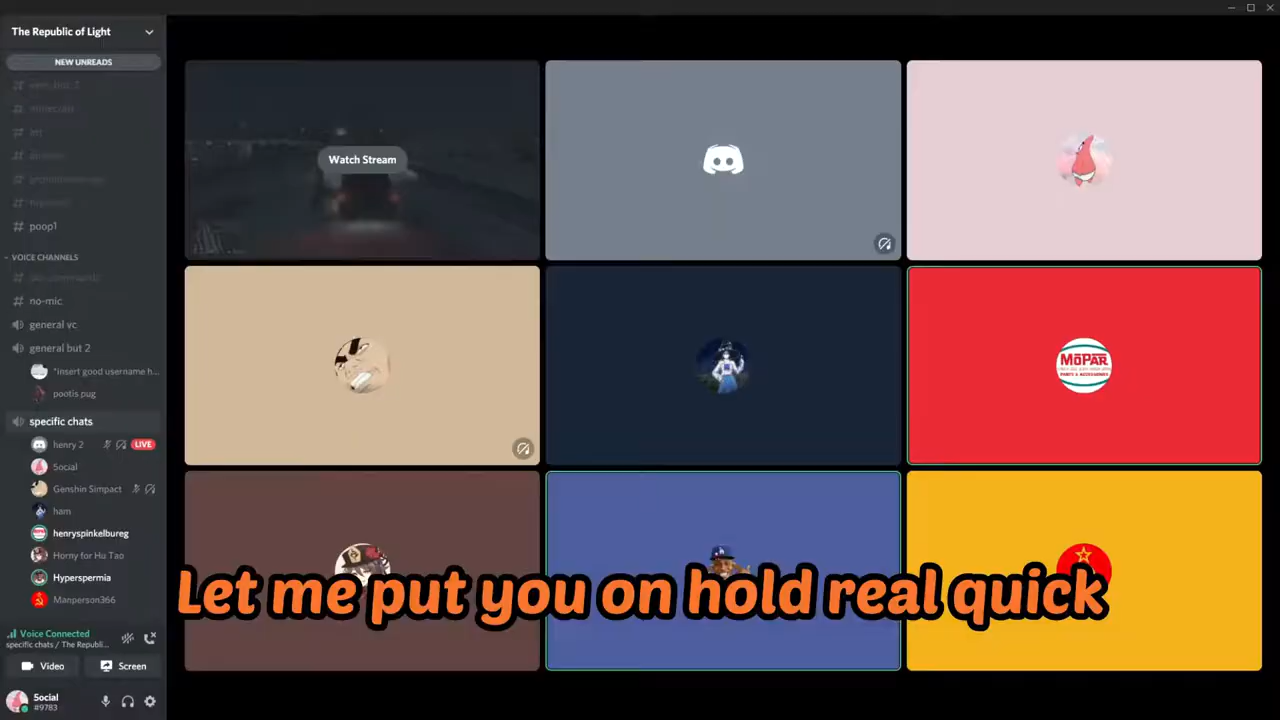 The Republic of Light
NEW UNREADS
# poop1
VOICE CHANNELS
# no-mic
general vc
general but 2
*insert good username h...
pootis pug
specific chats
henry 2 LIVE
Social
Genshin Simpact
ham
henryspinkelbureg
Horny for Hu Tao
Hyperspermia
Manperson366
Voice Connected
specific chats / The Republi...
Video Screen
Social
#9783
Watch Stream
MOPAR
PARTS & ACCESSORIES
Let me put you on hold real quick